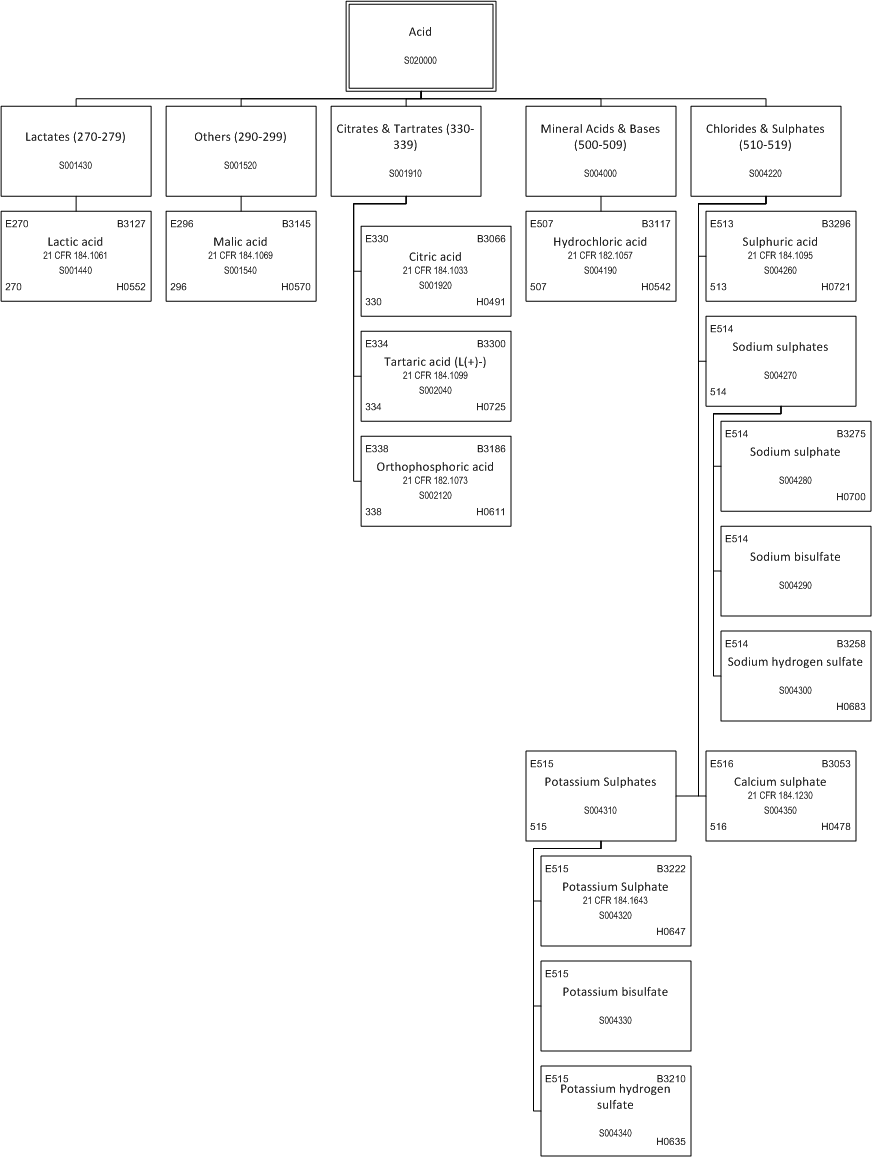 Acid
S020000
Lactates (270-279)
S001430
Others (290-299)
S001520
Citrates & Tartrates (330-
339)
S001910
Mineral Acids & Bases
(500-509)
S004000
Chlorides & Sulphates
(510-519)
S004220
E270 B3127
Lactic acid
21 CFR 184.1061
S001440
270 H0552
E296 B3145
Malic acid
21 CFR 184.1069
S001540
296 H0570
E330 B3066
Citric acid
21 CFR 184.1033
S001920
330 H0491
E334 B3300
Tartaric acid (L(+)-)
21 CFR 184.1099
S002040
334 H0725
E338 B3186
Orthophosphoric acid
21 CFR 182.1073
S002120
338 H0611
E507 B3117
Hydrochloric acid
21 CFR 182.1057
S004190
507 H0542
E513 B3296
Sulphuric acid
21 CFR 184.1095
S004260
513 H0721
E514
Sodium sulphates
S004270
514
E514 B3275
Sodium sulphate
S004280
H0700
E514
Sodium bisulfate
S004290
E514 B3258
Sodium hydrogen sulfate
S004300
H0683
E515
Potassium Sulphates
S004310
515
E516 B3053
Calcium sulphate
21 CFR 184.1230
S004350
516 H0478
E515 B3222
Potassium Sulphate
21 CFR 184.1643
S004320
H0647
E515
Potassium bisulfate
S004330
E515 B3210
Potassium hydrogen
sulfate
S004340
H0635